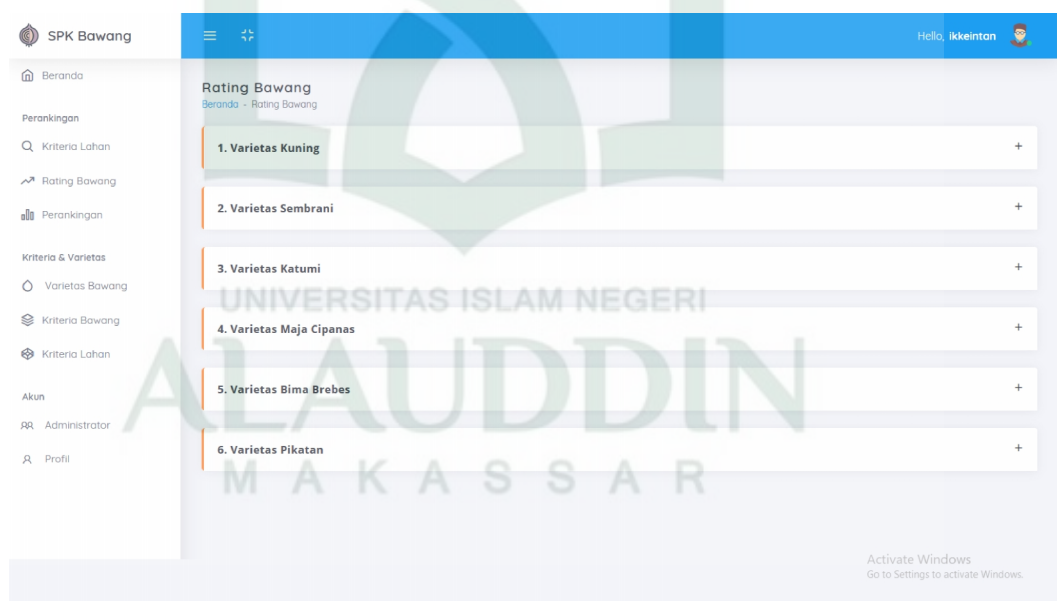 SPK Bawang
Hello, ikkeintan
Beranda
Perankingan
Kriteria Lahan
Rating Bawang
Perankingan
Kriteria & Varietas
Varietas Bawang
Kriteria Bawang
Kriteria Lahan
Akun
Administrator
Profil
Rating Bawang
Beranda - Rating Bawang
1. Varietas Kuning +
2. Varietas Sembrani +
3. Varietas Katumi +
4. Varietas Maja Cipanas +
5. Varietas Bima Brebes +
6. Varietas Pikatan +
UNIVERSITAS ISLAM NEGERI
ALAUDDIN
MAKASSAR
Activate Windows
Go to Settings to activate Windows.